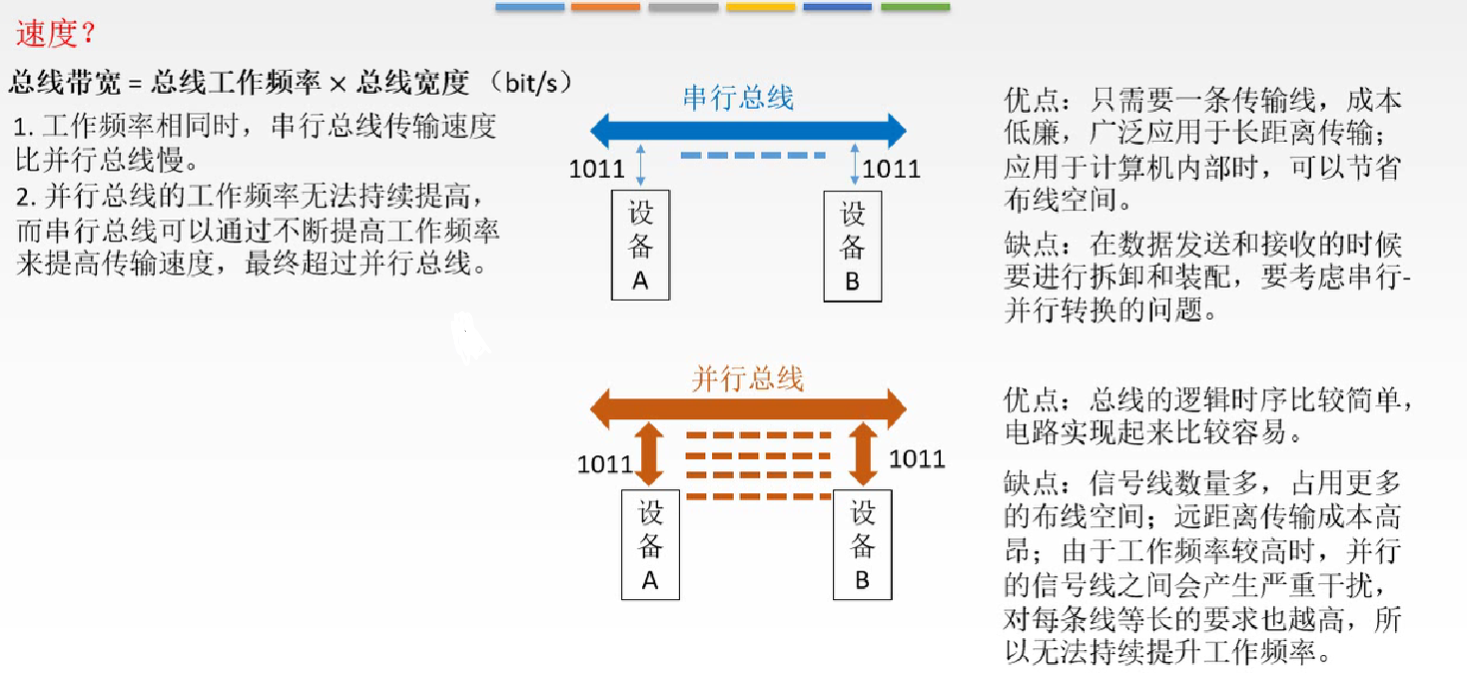 速度?
总线带宽 = 总线工作频率 × 总线宽度 （bit/s）
1. 工作频率相同时，串行总线传输速度
比并行总线慢。
2. 并行总线的工作频率无法持续提高，
而串行总线可以通过不断提高工作频率
来提高传输速度，最终超过并行总线。
串行总线
1011
1011
设
备
A
设
备
B
优点：只需要一条传输线，成本
低廉，广泛应用于长距离传输；
应用于计算机内部时，可以节省
布线空间。
缺点：在数据发送和接收的时候
要进行拆卸和装配，要考虑串行-
并行转换的问题。
并行总线
1011
1011
设
备
A
设
备
B
优点：总线的逻辑时序比较简单，
电路实现起来比较容易。
缺点：信号线数量多，占用更多
的布线空间；远距离传输成本高
昂；由于工作频率较高时，并行
的信号线之间会产生严重干扰，
对每条线等长的要求也越高，所
以无法持续提升工作频率。